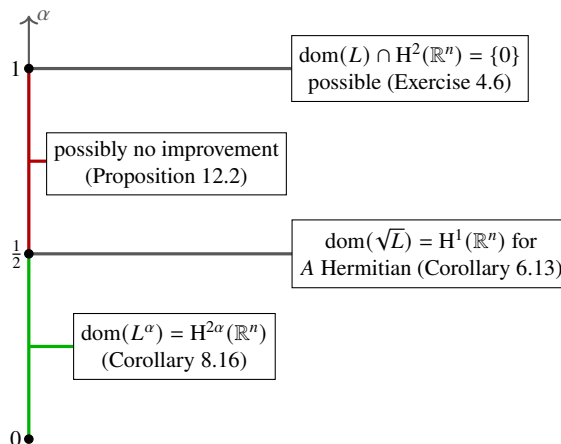 α
1
dom(L) ∩ H²(ℝⁿ) = {0}
possible (Exercise 4.6)
possibly no improvement
(Proposition 12.2)
1/2
dom(√L) = H¹(ℝⁿ) for
A Hermitian (Corollary 6.13)
dom(L^α) = H^{2α}(ℝⁿ)
(Corollary 8.16)
0